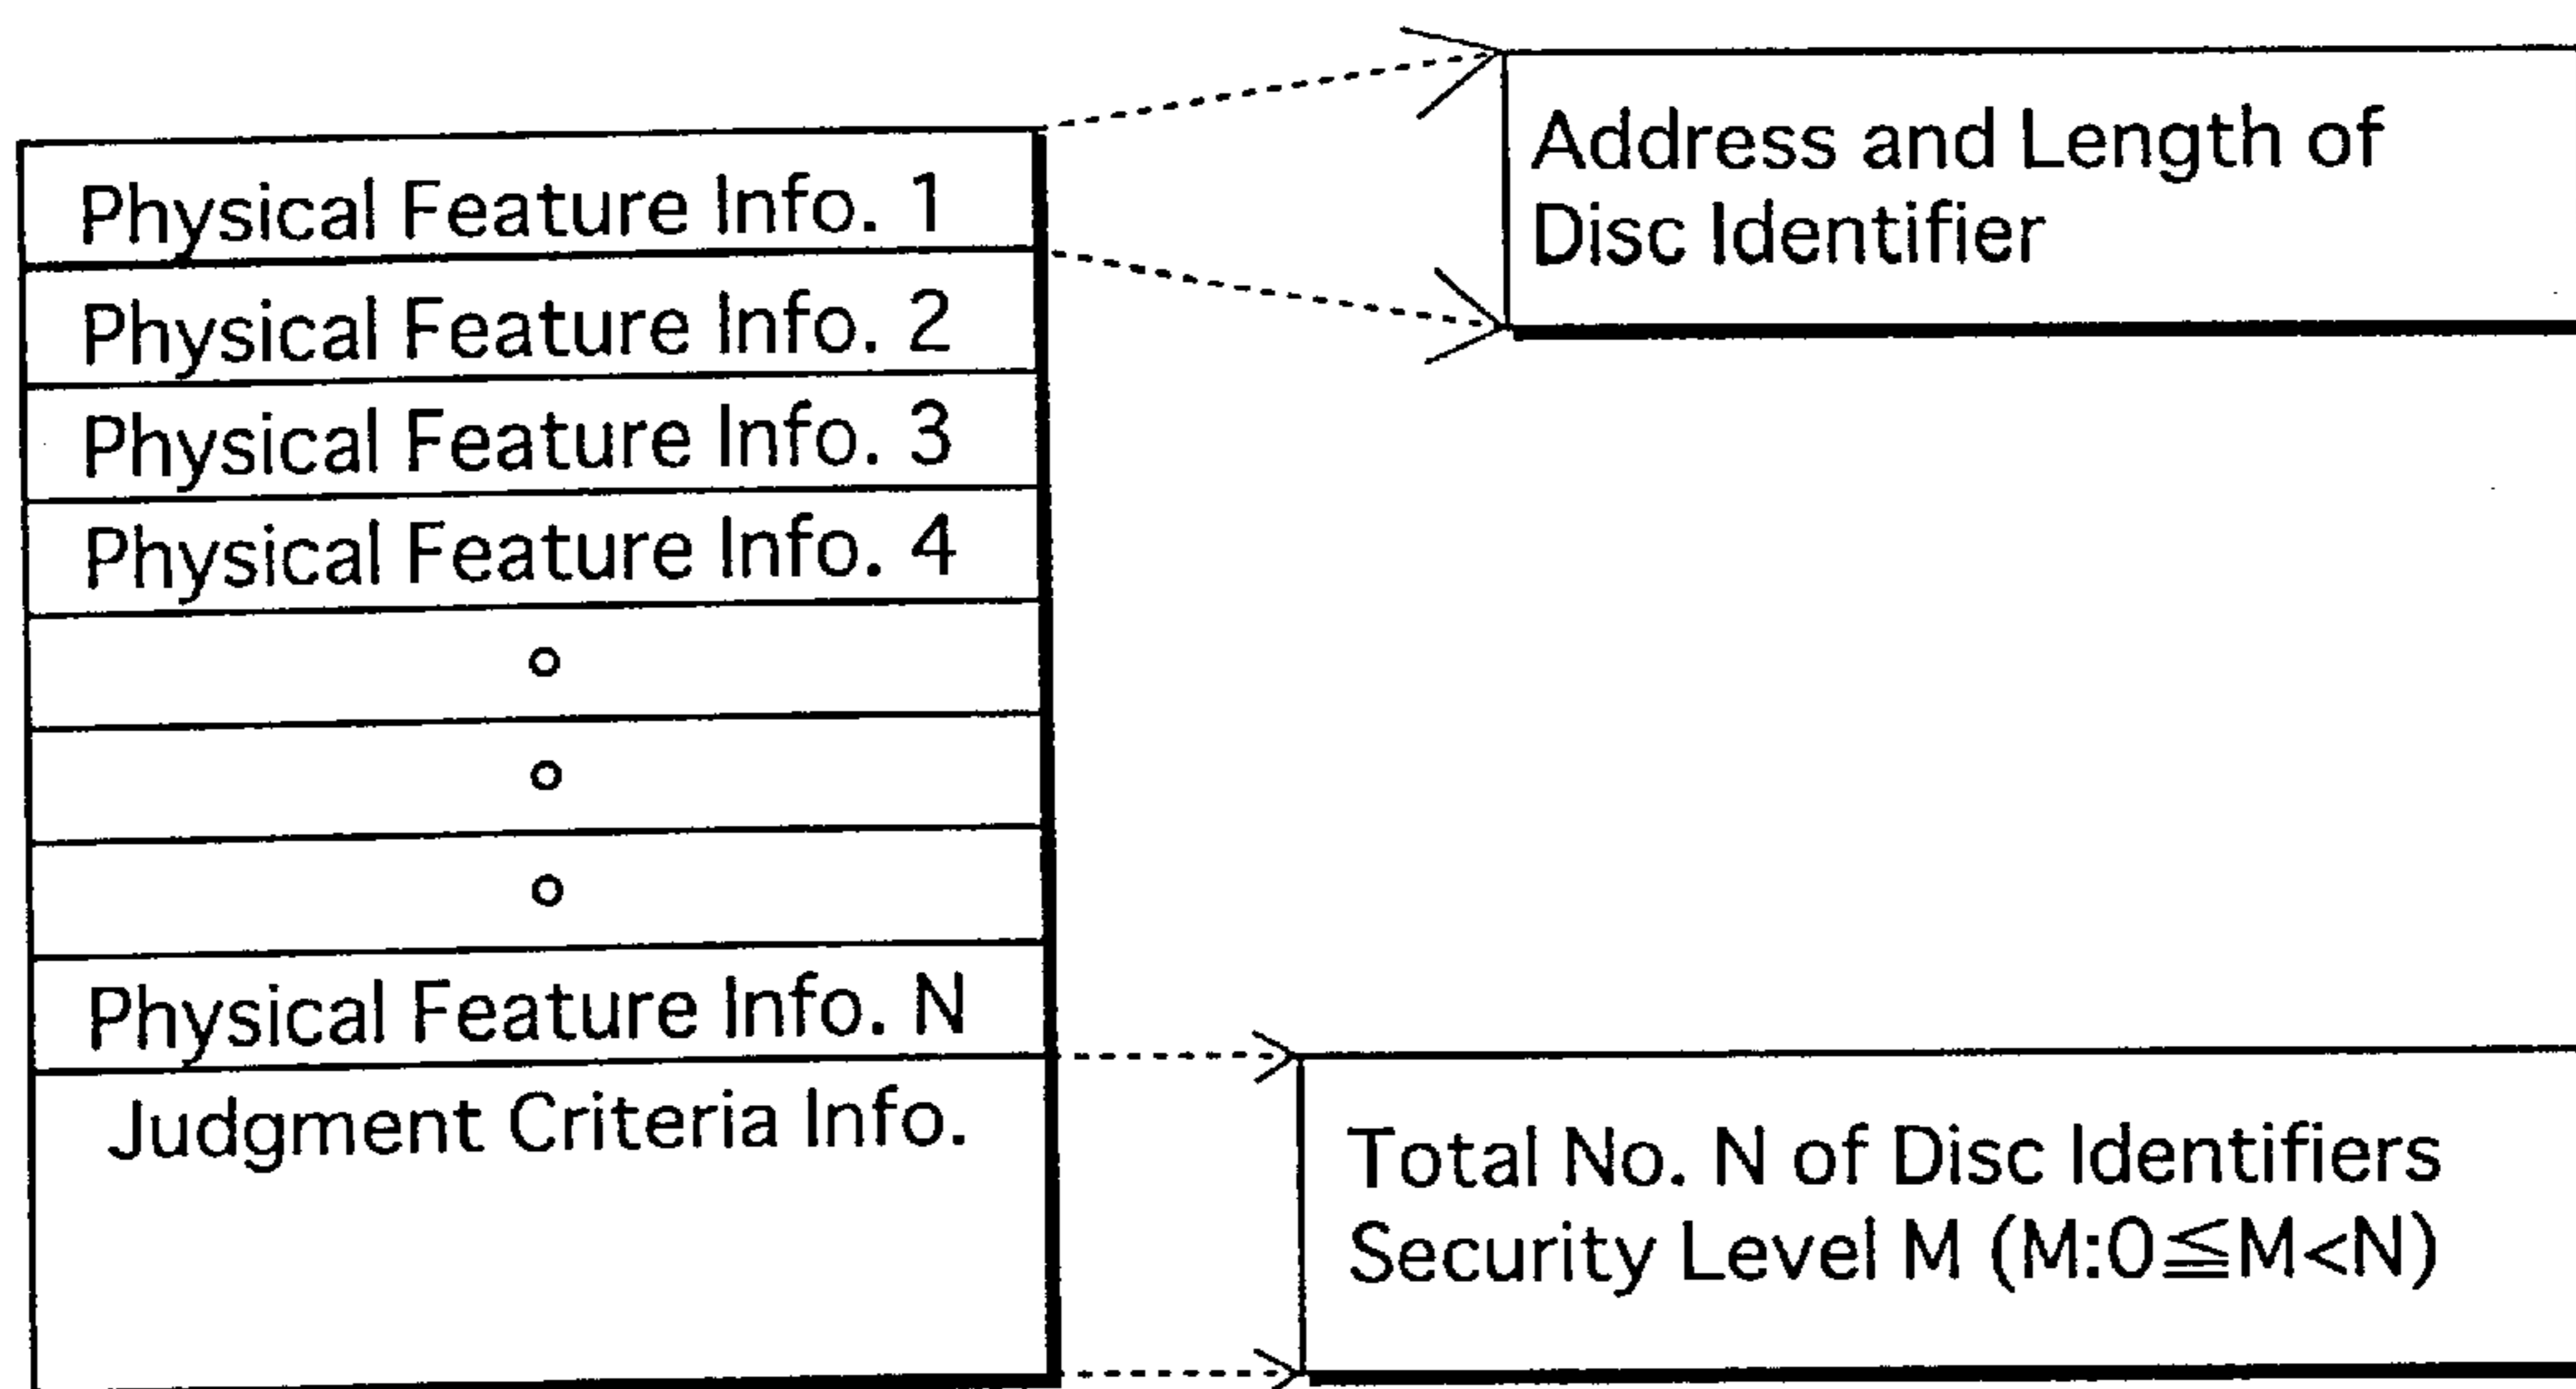 Physical Feature Info. 1
Physical Feature Info. 2
Physical Feature Info. 3
Physical Feature Info. 4
Physical Feature Info. N
Judgment Criteria Info.
Address and Length of
Disc Identifier
Total No. N of Disc Identifiers
Security Level M (M:0≦M<N)